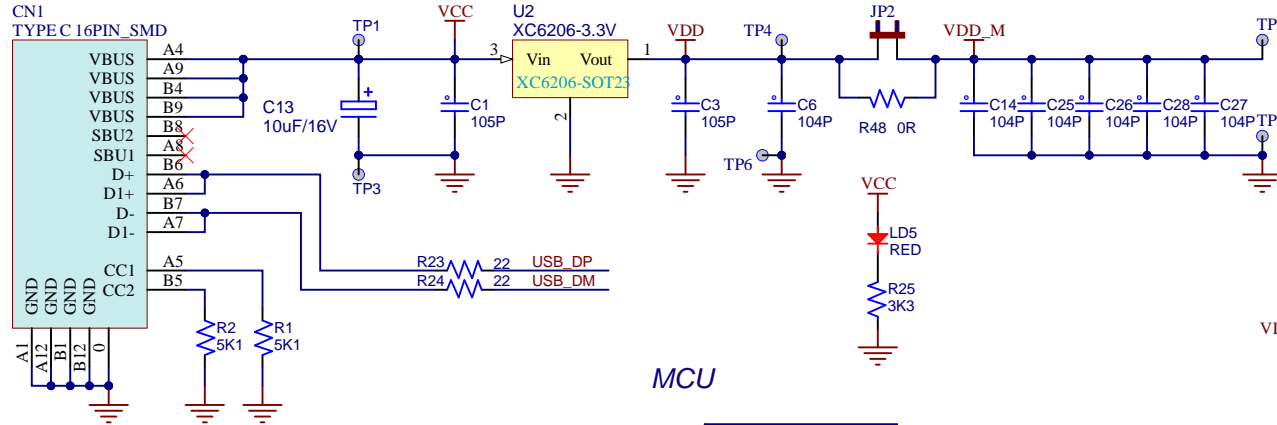 CN1
TYPE C 16PIN_SMD
VBUS A4
VBUS A9
VBUS B4
VBUS B9
SBU2 B8
SBU1 A8
D+ B6
D1+ A6
D- B7
D1- A7
CC1 A5
CC2 B5
GND GND GND GND
A1 A12 B1 B12 0
TP1
VCC
C13
10uF/16V
+
TP3
C1
105P
U2
XC6206-3.3V
3 Vin Vout 1
XC6206-SOT23
2
VDD
C3
105P
TP4
C6
104P
TP6
JP2
R48 0R
VDD_M
C14
104P
C25
104P
C26
104P
C28
104P
C27
104P
TP
TP
R23 22 USB_DP
R24 22 USB_DM
R2
5K1
R1
5K1
VCC
LD5
RED
R25
3K3
MCU